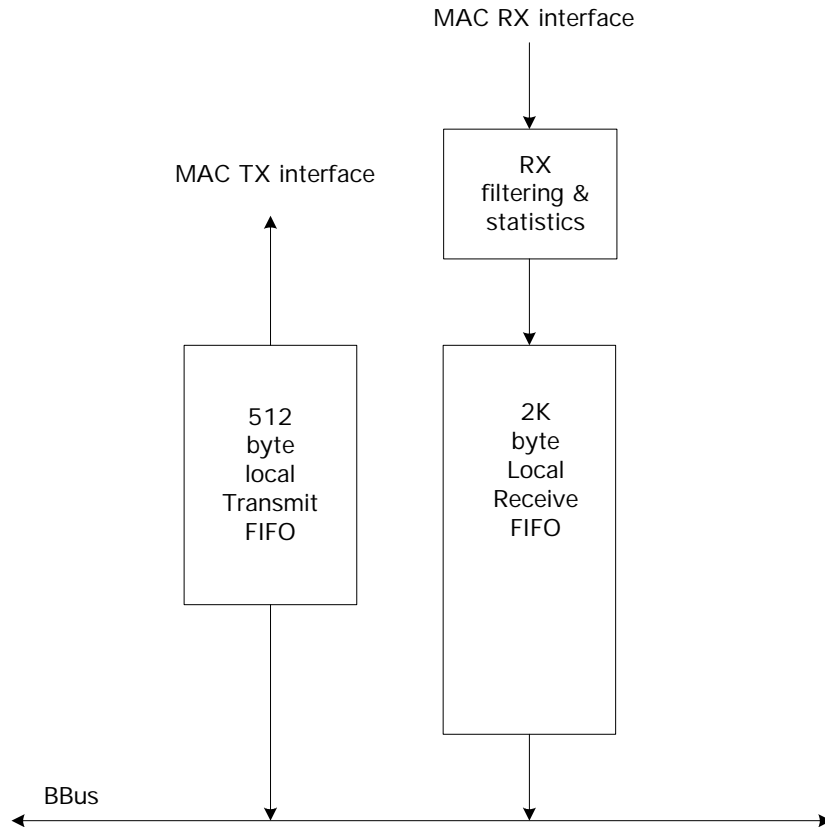 MAC RX interface
RX
filtering &
statistics
MAC TX interface
512
byte
local
Transmit
FIFO
2K
byte
Local
Receive
FIFO
BBus